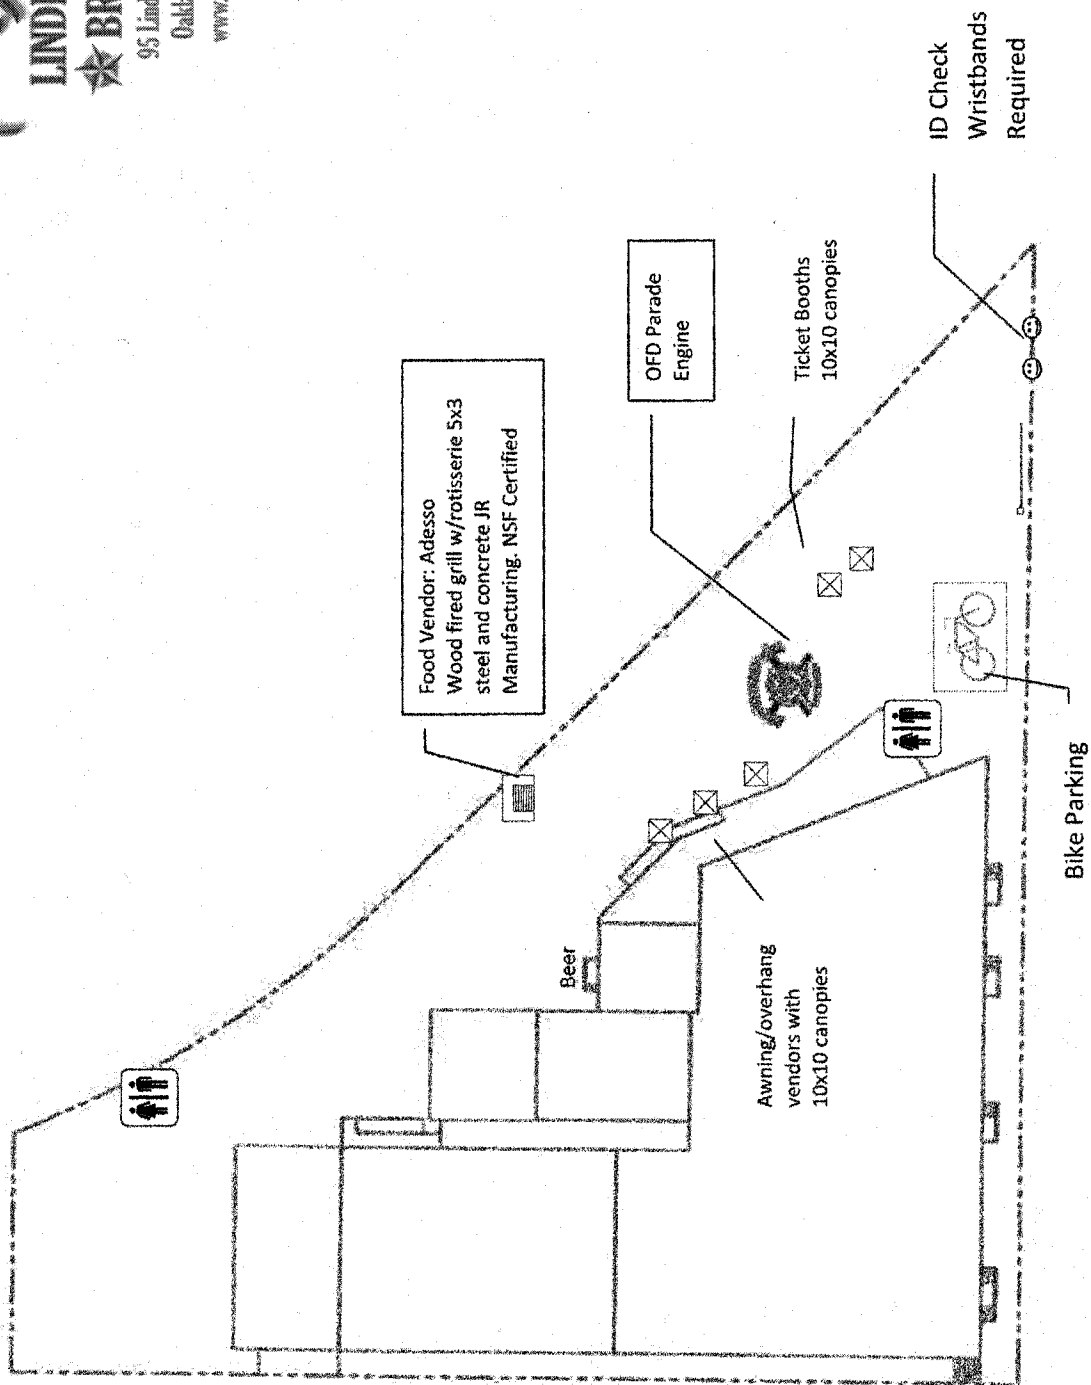 LIND
BR
95 Lind
www.
Food Vendor: Adesso
Wood fired grill w/rotisserie 5x3
steel and concrete JR
Manufacturing. NSF Certified
OFD Parade
Engine
Ticket Booths
10x10 canopies
ID Check
Wristbands
Required
Beer
Awning/overhang
vendors with
10x10 canopies
Bike Parking